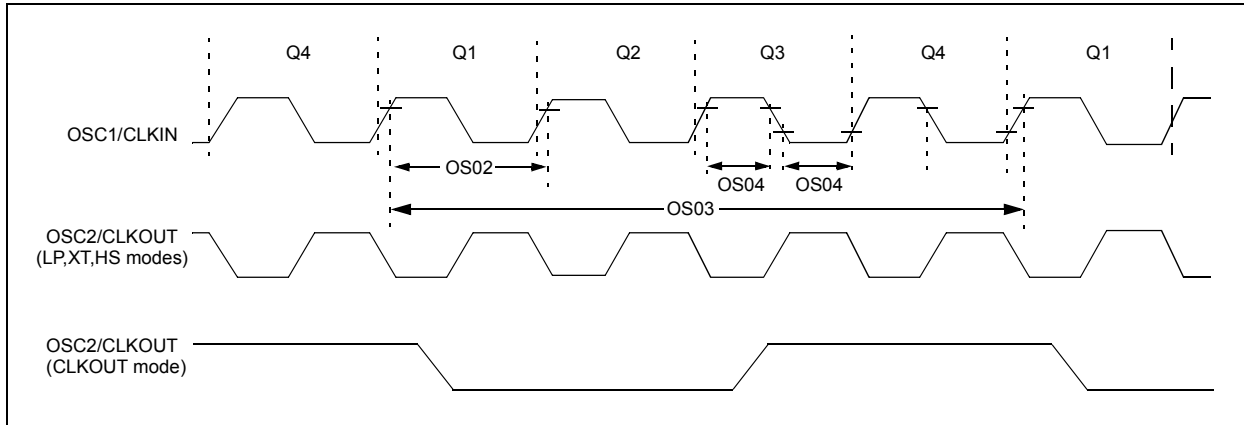 Q4 Q1 Q2 Q3 Q4 Q1
OSC1/CLKIN
OS02
OS04 OS04
OS03
OSC2/CLKOUT
(LP,XT,HS modes)
OSC2/CLKOUT
(CLKOUT mode)